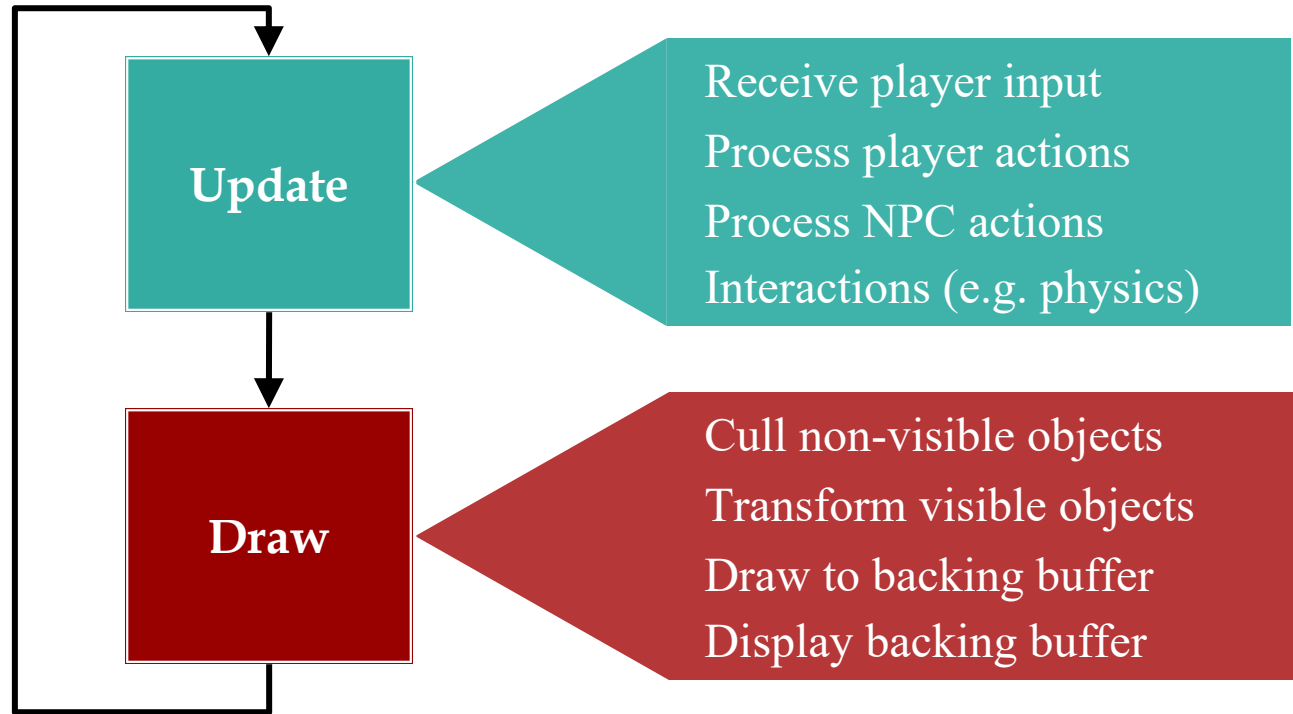 Update
Receive player input
Process player actions
Process NPC actions
Interactions (e.g. physics)
Draw
Cull non-visible objects
Transform visible objects
Draw to backing buffer
Display backing buffer